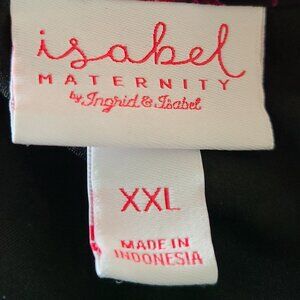 isabel
MATERNITY
by Ingrid & Isabel
XXL
MADE IN
INDONESIA